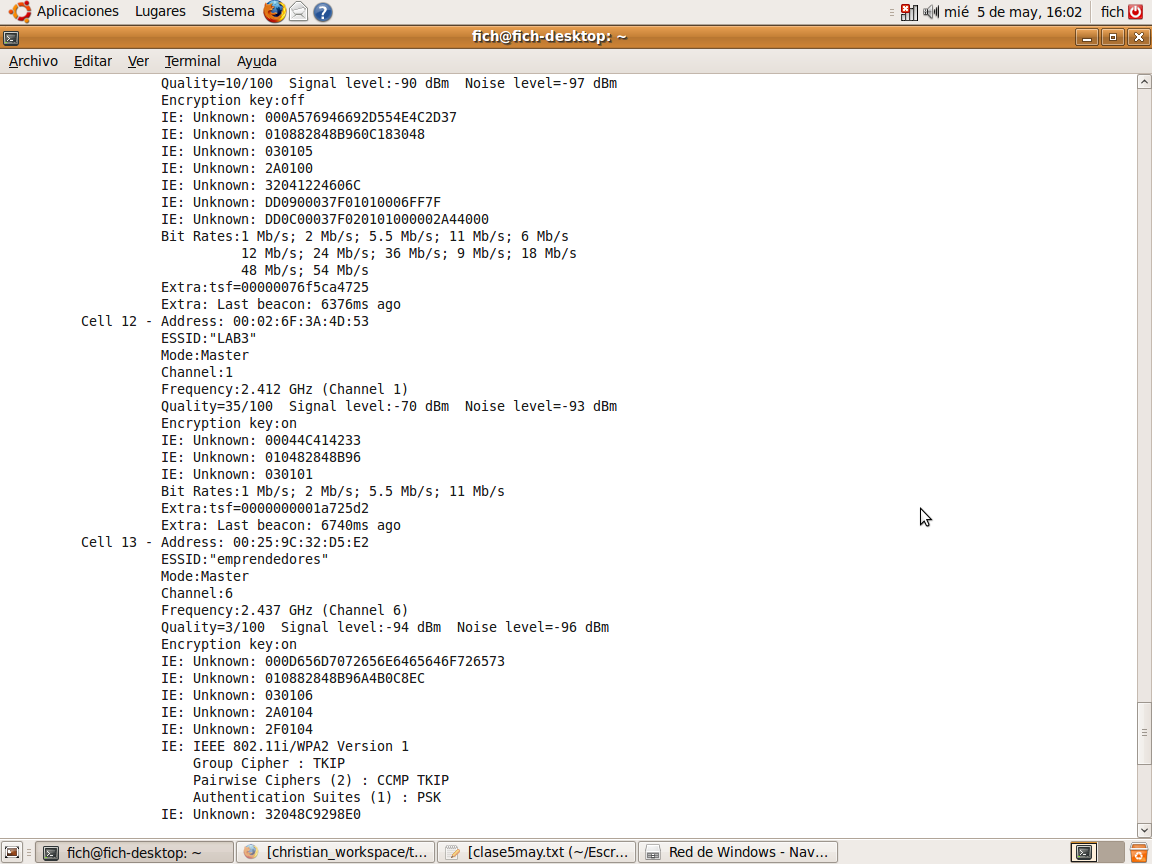 Aplicaciones Lugares Sistema mié 5 de may, 16:02 fich
fich@fich-desktop: ~
Archivo Editar Ver Terminal Ayuda
Quality=10/100 Signal level:-90 dBm Noise level=-97 dBm
Encryption key:off
IE: Unknown: 000A576946692D554E4C2D37
IE: Unknown: 010882848B960C183048
IE: Unknown: 030105
IE: Unknown: 2A0100
IE: Unknown: 32041224606C
IE: Unknown: DD0900037F01010006FF7F
IE: Unknown: DD0C00037F020101000002A44000
Bit Rates:1 Mb/s; 2 Mb/s; 5.5 Mb/s; 11 Mb/s; 6 Mb/s
12 Mb/s; 24 Mb/s; 36 Mb/s; 9 Mb/s; 18 Mb/s
48 Mb/s; 54 Mb/s
Extra:tsf=00000076f5ca4725
Extra: Last beacon: 6376ms ago
Cell 12 - Address: 00:02:6F:3A:4D:53
ESSID:"LAB3"
Mode:Master
Channel:1
Frequency:2.412 GHz (Channel 1)
Quality=35/100 Signal level:-70 dBm Noise level=-93 dBm
Encryption key:on
IE: Unknown: 00044C414233
IE: Unknown: 010482848B96
IE: Unknown: 030101
Bit Rates:1 Mb/s; 2 Mb/s; 5.5 Mb/s; 11 Mb/s
Extra:tsf=0000000001a725d2
Extra: Last beacon: 6740ms ago
Cell 13 - Address: 00:25:9C:32:D5:E2
ESSID:"emprendedores"
Mode:Master
Channel:6
Frequency:2.437 GHz (Channel 6)
Quality=3/100 Signal level:-94 dBm Noise level=-96 dBm
Encryption key:on
IE: Unknown: 000D656D7072656E6465646F726573
IE: Unknown: 010882848B96A4B0C8EC
IE: Unknown: 030106
IE: Unknown: 2A0104
IE: Unknown: 2F0104
IE: IEEE 802.11i/WPA2 Version 1
Group Cipher : TKIP
Pairwise Ciphers (2) : CCMP TKIP
Authentication Suites (1) : PSK
IE: Unknown: 32048C9298E0
fich@fich-desktop: ~ [christian_workspace/t... [clase5may.txt (~/Escr... Red de Windows - Nav...